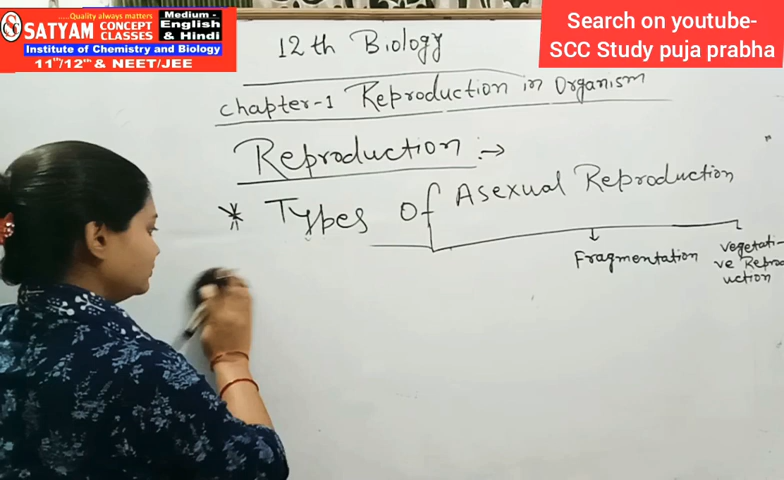 .....Quality always matters
SATYAM CONCEPT CLASSES
Medium -
English
& Hindi
Institute of Chemistry and Biology
11th/12th & NEET/JEE
Search on youtube-
SCC Study puja prabha
12th Biology
Chapter-1 Reproduction in Organism
Reproduction :→
* Types of Asexual Reproduction
Fragmentation
vegetati-
ve Reprod
uction